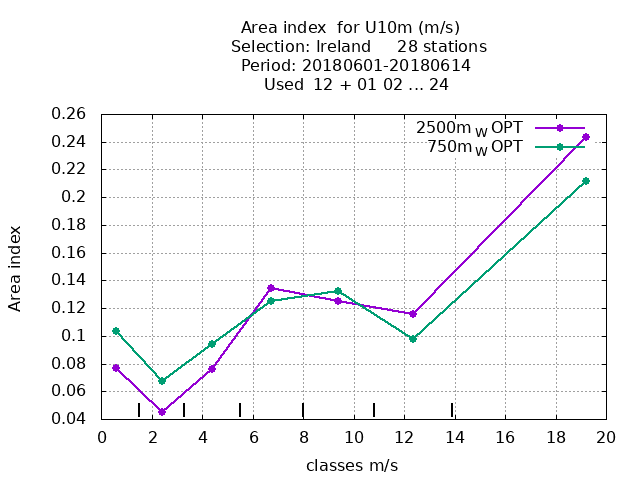 Area index  for U10m (m/s)
Selection: Ireland     28 stations
Period: 20180601-20180614
Used  12 + 01 02 ... 24
2500m W OPT
750m W OPT
0.26
0.24
0.22
0.2
0.18
0.16
0.14
0.12
0.1
0.08
0.06
0.04
Area index
0 2 4 6 8 10 12 14 16 18 20
classes m/s